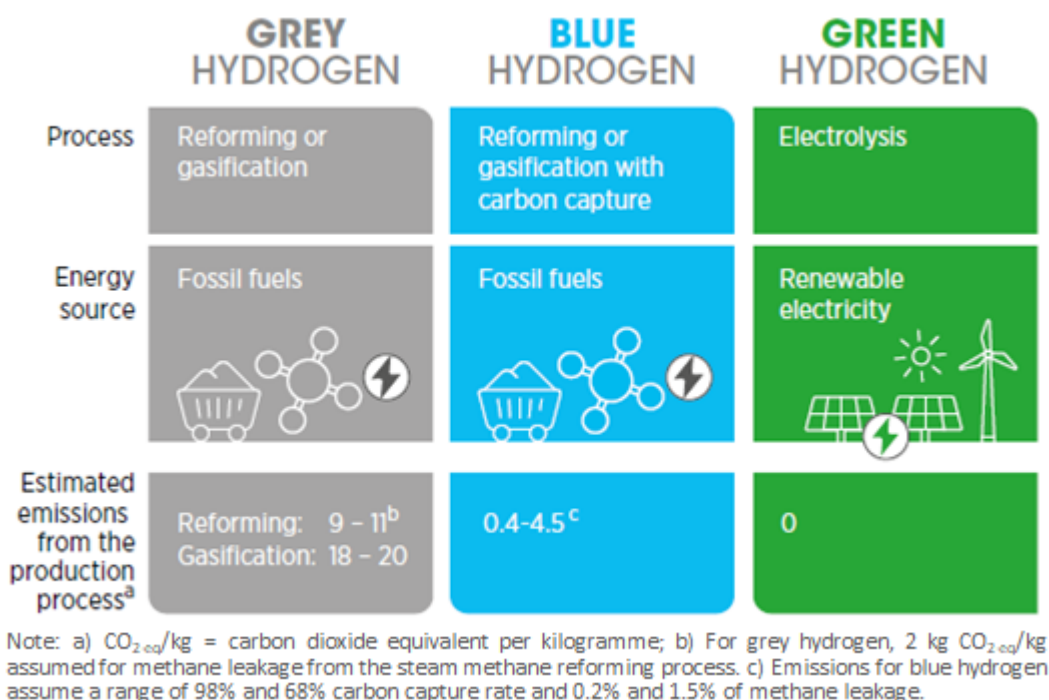 GREY
HYDROGEN
BLUE
HYDROGEN
GREEN
HYDROGEN
Process
Reforming or
gasification
Reforming or
gasification with
carbon capture
Electrolysis
Energy
source
Fossil fuels
Fossil fuels
Renewable
electricity
Estimated
emissions
from the
production
processᵃ
Reforming: 9 – 11ᵇ
Gasification: 18 – 20
0.4-4.5ᶜ
0
Note: a) CO₂ₑq/kg = carbon dioxide equivalent per kilogramme; b) For grey hydrogen, 2 kg CO₂ₑq/kg
assumed for methane leakage from the steam methane reforming process. c) Emissions for blue hydrogen
assume a range of 98% and 68% carbon capture rate and 0.2% and 1.5% of methane leakage.